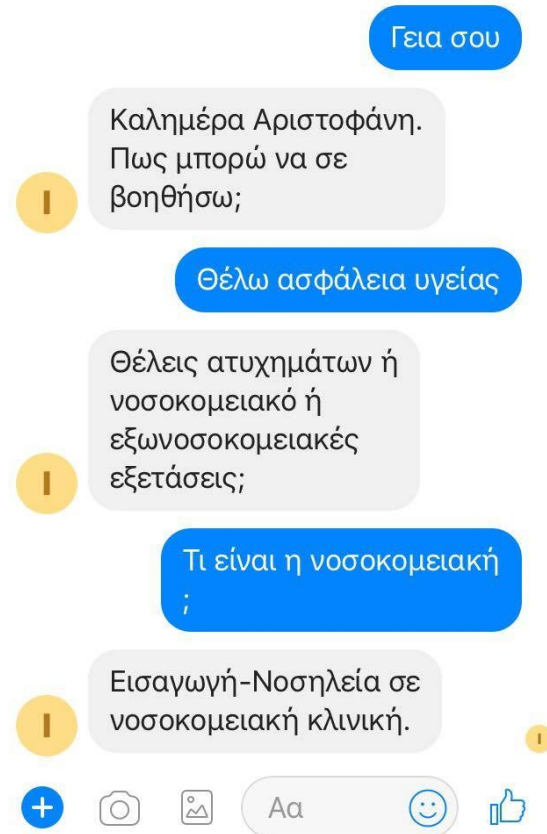 Γεια σου
Καλημέρα Αριστοφάνη.
Πως μπορώ να σε
βοηθήσω;
I
Θέλω ασφάλεια υγείας
Θέλεις ατυχημάτων ή
νοσοκομειακό ή
εξωνοσοκομειακές
εξετάσεις;
I
Τι είναι η νοσοκομειακή
;
Εισαγωγή-Νοσηλεία σε
νοσοκομειακή κλινική.
I
I
Aα